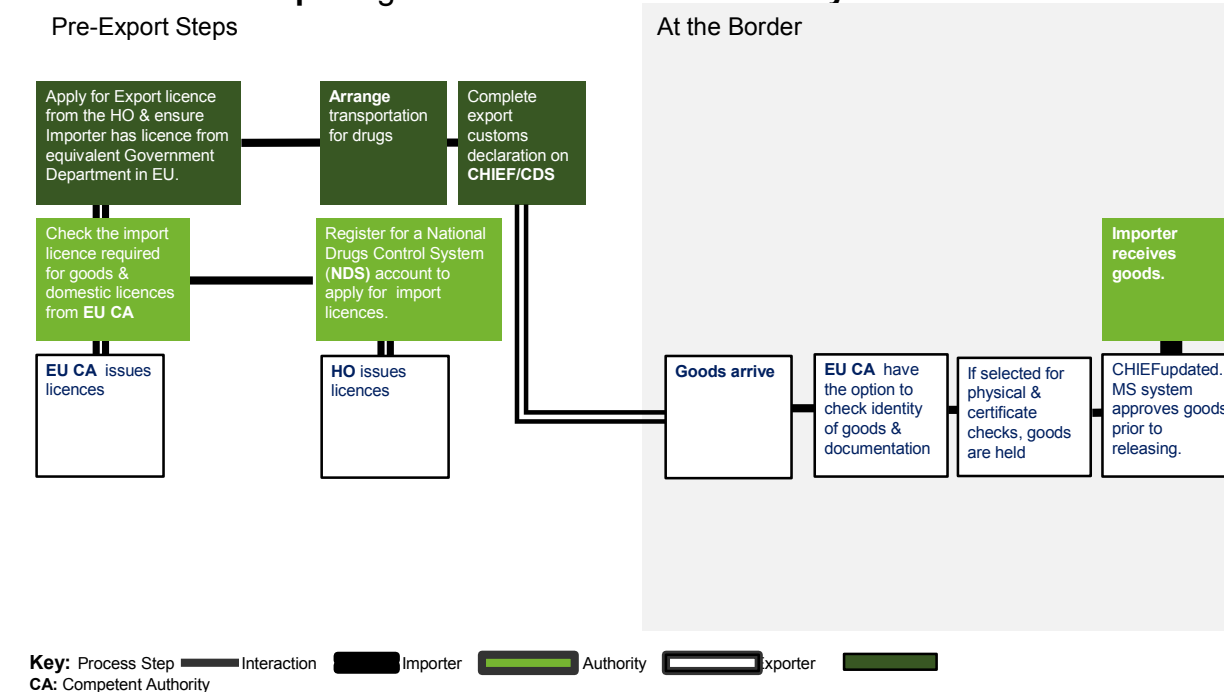 Pre-Export Steps
At the Border
Apply for Export licence
from the HO & ensure
Importer has licence from
equivalent Government
Department in EU.
Arrange
transportation
for drugs
Complete
export
customs
declaration on
CHIEF/CDS
Check the import
licence required
for goods &
domestic licences
from EU CA
Register for a National
Drugs Control System
(NDS) account to
apply for import
licences.
Importer
receives
goods.
EU CA issues
licences
HO issues
licences
Goods arrive
EU CA have
the option to
check identity
of goods &
documentation
If selected for
physical &
certificate
checks, goods
are held
CHIEFupdated.
MS system
approves goods
prior to
releasing.
Key: Process Step Interaction Importer Authority Exporter
CA: Competent Authority